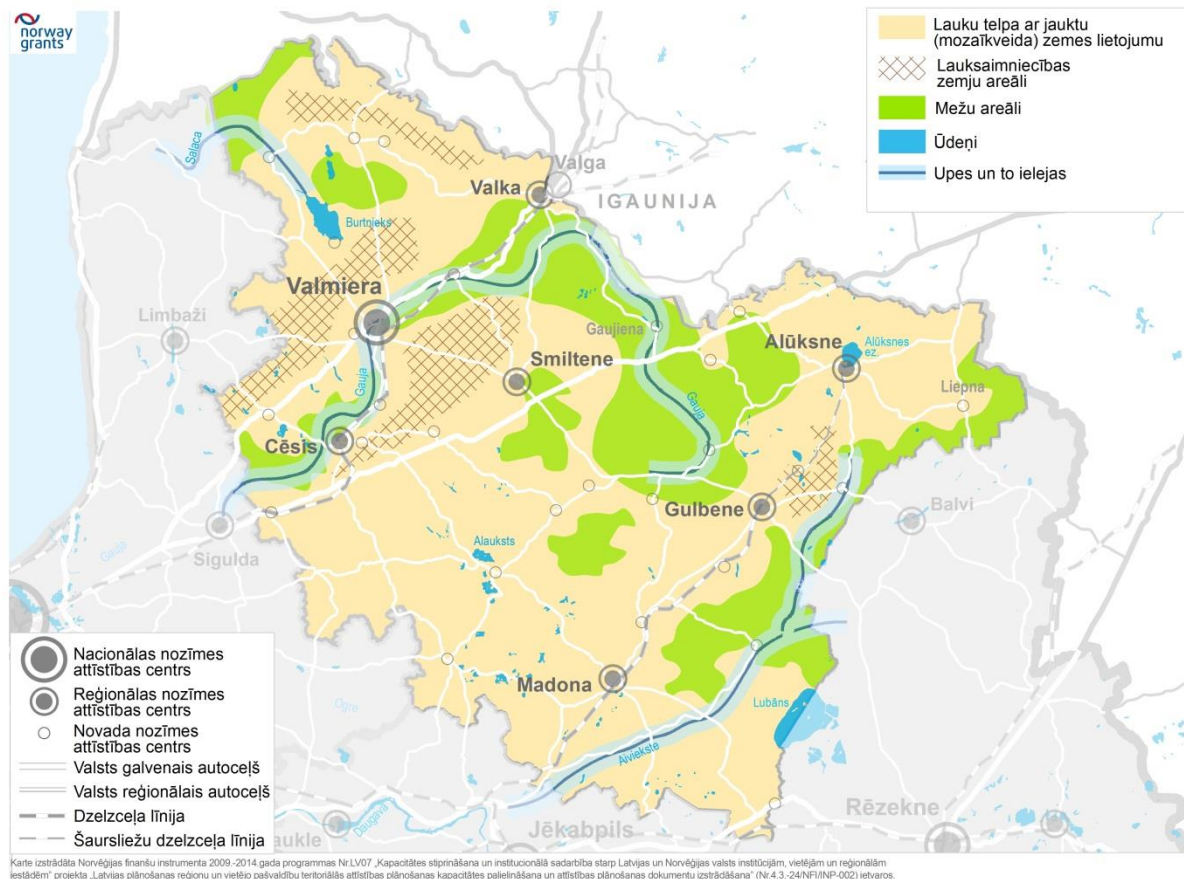 norway
grants
Lauku telpa ar jauktu
(mozaīkveida) zemes lietojumu
Lauksaimniecības
zemju areāli
Mežu areāli
Ūdeņi
Upes un to ielejas
Salaca
Valga
Valka
IGAUNIJA
Burtnieks
Valmiera
Limbaži
Gaujiena
Alūksne
Alūksnes
ez.
Smiltene
Gauja
Gauja
Liepna
Cēsis
Gulbene
Balvi
Sigulda
Gauja
Alauksts
Madona
Lubāns
Ogre
Aiviekste
Rēzekne
Daugava
aukle
Jēkabpils
Nacionālas nozīmes
attīstības centrs
Reģionālas nozīmes
attīstības centrs
Novada nozīmes
attīstības centrs
Valsts galvenais autoceļš
Valsts reģionālais autoceļš
Dzelzceļa līnija
Šaursliežu dzelzceļa līnija
Karte izstrādāta Norvēģijas finanšu instrumenta 2009.-2014.gada programmas Nr.LV07 „Kapacitātes stiprināšana un institucionālā sadarbība starp Latvijas un Norvēģijas valsts institūcijām, vietējām un reģionālām
iestādēm" projekta „Latvijas plānošanas reģionu un vietējo pašvaldību teritoriālās attīstības plānošanas kapacitātes palielināšana un attīstības plānošanas dokumentu izstrādāšana" (Nr.4.3.-24/NFI/INP-002) ietvaros.